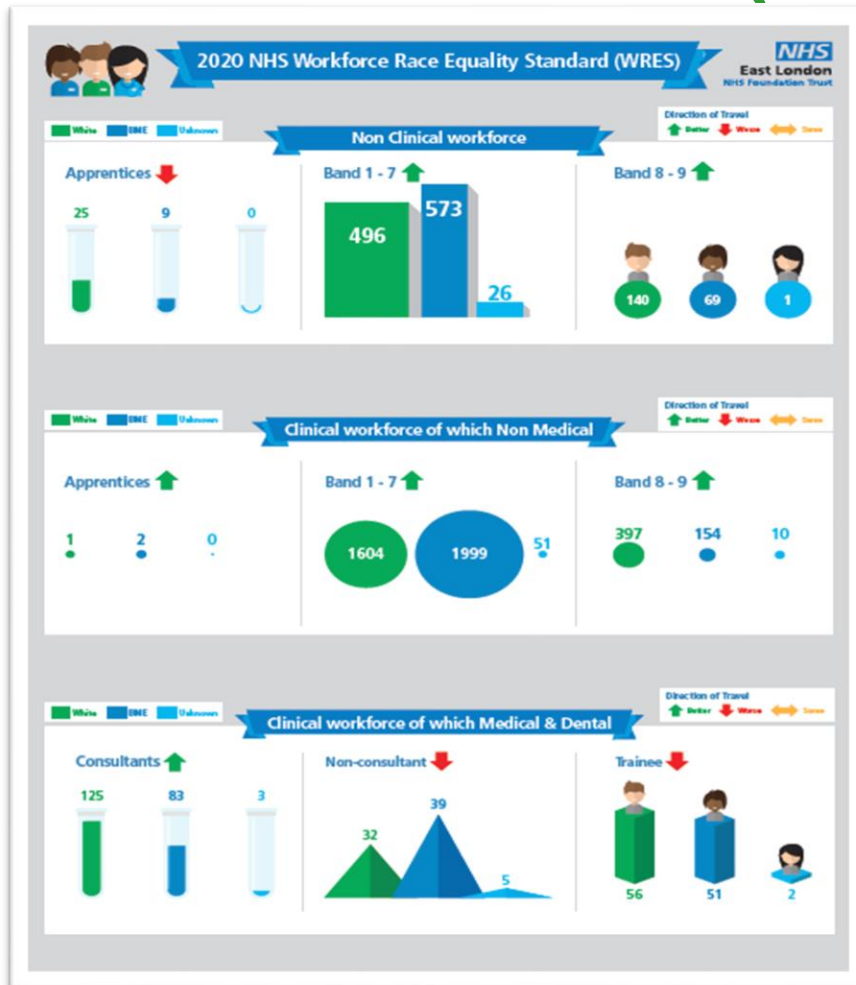 2020 NHS Workforce Race Equality Standard (WRES)
NHS
East London
NHS Foundation Trust
White BME Unknown
Non Clinical workforce
Direction of Travel
Better Worse Same
Apprentices
25 9 0
Band 1 - 7
496 573 26
Band 8 - 9
140 69 1
White BME Unknown
Clinical workforce of which Non Medical
Direction of Travel
Better Worse Same
Apprentices
1 2 0
Band 1 - 7
1604 1999 51
Band 8 - 9
397 154 10
White BME Unknown
Clinical workforce of which Medical & Dental
Direction of Travel
Better Worse Same
Consultants
125 83 3
Non-consultant
32 39 5
Trainee
56 51 2